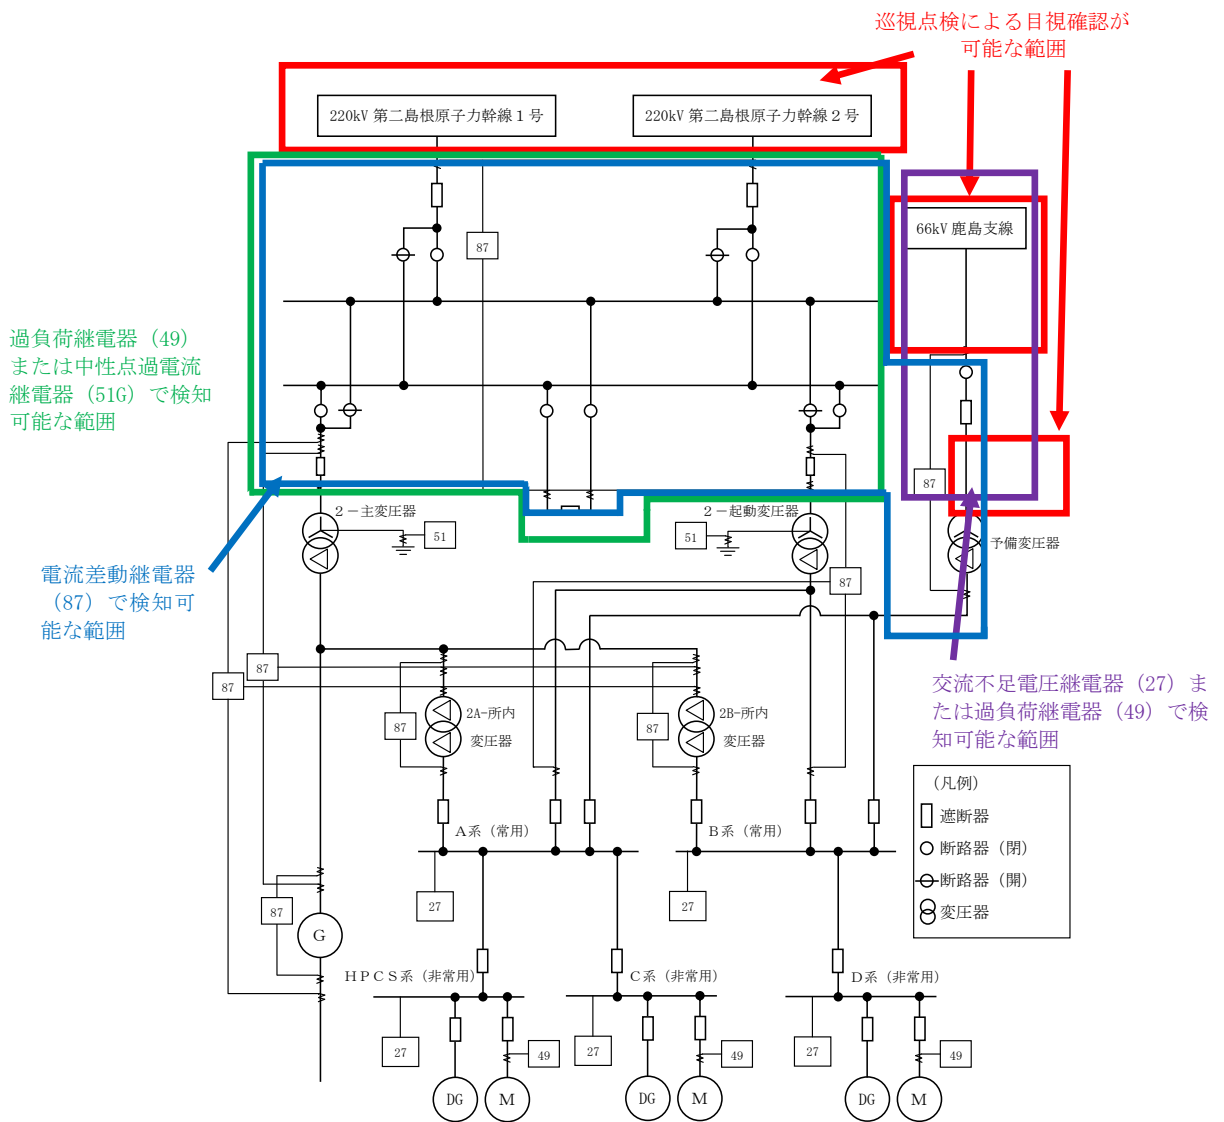 巡視点検による目視確認が
可能な範囲
220kV 第二島根原子力幹線１号
220kV 第二島根原子力幹線２号
66kV 鹿島支線
87
過負荷継電器（49）
または中性点過電流
継電器（51G）で検知
可能な範囲
87
２－主変圧器
51
２－起動変圧器
51
予備変圧器
電流差動継電器
（87）で検知可
能な範囲
87
87
87
交流不足電圧継電器（27）ま
たは過負荷継電器（49）で検
知可能な範囲
87
2A-所内
変圧器
87
2B-所内
変圧器
（凡例）
遮断器
断路器（閉）
断路器（開）
変圧器
Ａ系（常用）
Ｂ系（常用）
27
27
87
G
ＨＰＣＳ系（非常用）
Ｃ系（非常用）
Ｄ系（非常用）
27
49
27
49
27
49
DG
M
DG
M
DG
M